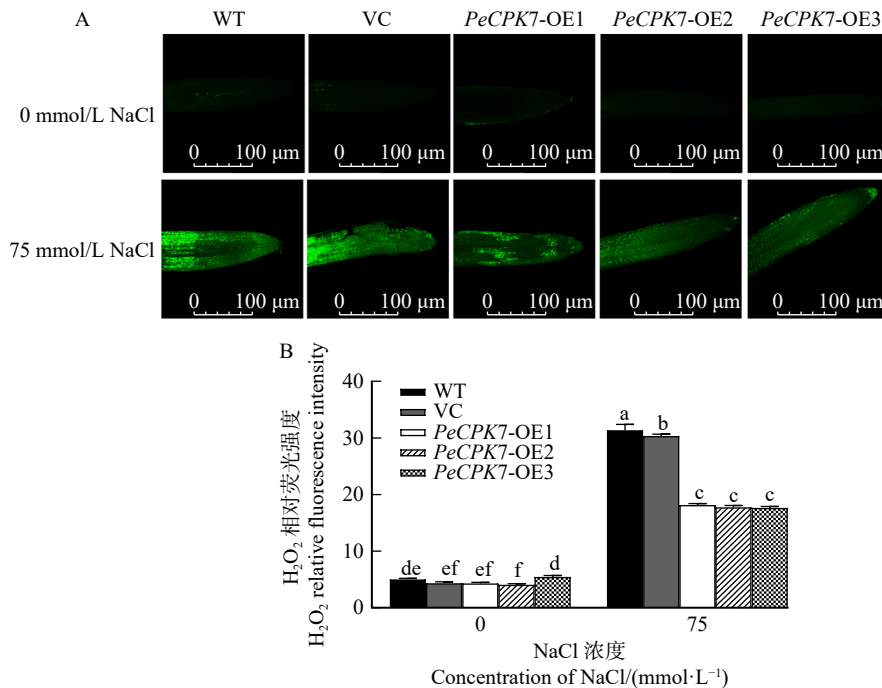 A
WT VC PeCPK7-OE1 PeCPK7-OE2 PeCPK7-OE3
0 mmol/L NaCl
0 100 μm 0 100 μm 0 100 μm 0 100 μm 0 100 μm
75 mmol/L NaCl
0 100 μm 0 100 μm 0 100 μm 0 100 μm 0 100 μm
B
H₂O₂ 相对荧光强度
H₂O₂ relative fluorescence intensity
40
30
20
10
0
WT
VC
PeCPK7-OE1
PeCPK7-OE2
PeCPK7-OE3
de ef ef f d
a b c c c
0 75
NaCl 浓度
Concentration of NaCl/(mmol·L⁻¹)